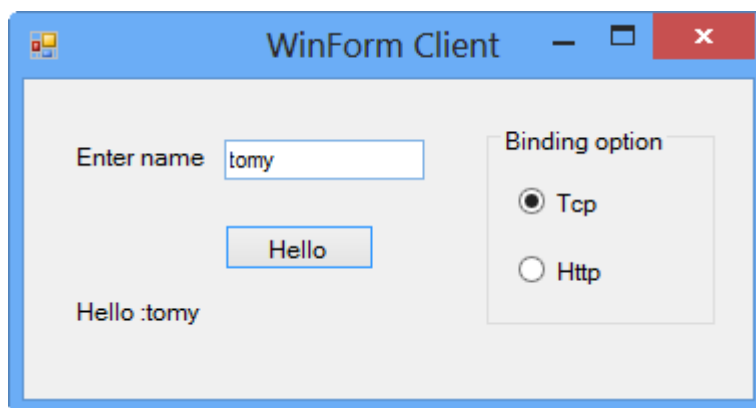 WinForm Client
Enter name
tomy
Binding option
Tcp
Hello
Http
Hello :tomy